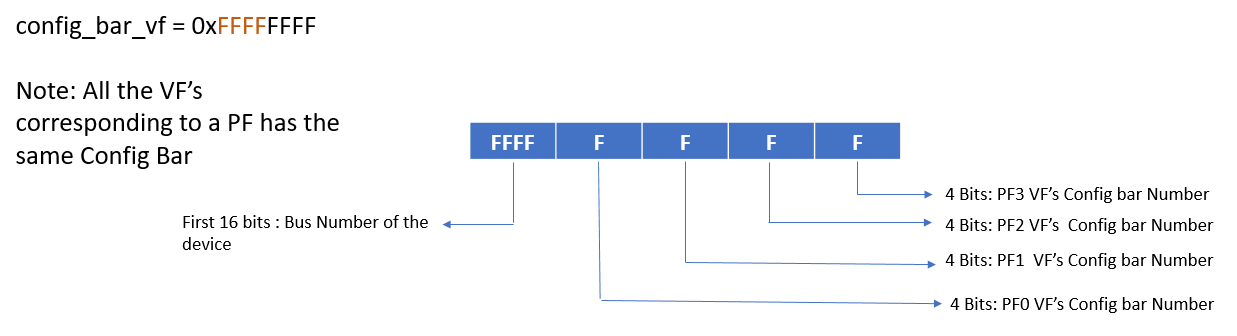 config_bar_vf = 0xFFFFFFFF
Note: All the VF’s
corresponding to a PF has the
same Config Bar
FFFF F F F F
4 Bits: PF3 VF’s Config bar Number
First 16 bits : Bus Number of the
device
4 Bits: PF2 VF’s Config bar Number
4 Bits: PF1 VF’s Config bar Number
4 Bits: PF0 VF’s Config bar Number